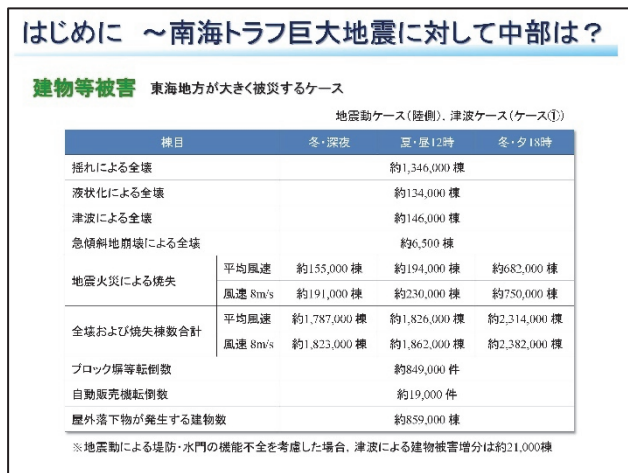 はじめに ～南海トラフ巨大地震に対して中部は？
建物等被害 東海地方が大きく被災するケース
地震動ケース（陸側）, 津波ケース（ケース①）
棟目 冬・深夜 夏・昼12時 冬・夕18時
揺れによる全壊 約1,346,000 棟
液状化による全壊 約134,000 棟
津波による全壊 約146,000 棟
急傾斜地崩壊による全壊 約6,500 棟
地震火災による焼失 平均風速 約155,000 棟 約194,000 棟 約682,000 棟
風速 8m/s 約191,000 棟 約230,000 棟 約750,000 棟
全壊および焼失棟数合計 平均風速 約1,787,000 棟 約1,826,000 棟 約2,314,000 棟
風速 8m/s 約1,823,000 棟 約1,862,000 棟 約2,382,000 棟
ブロック塀等転倒数 約849,000 件
自動販売機転倒数 約19,000 件
屋外落下物が発生する建物数 約859,000 棟
※地震動による堤防・水門の機能不全を考慮した場合, 津波による建物被害増分は約21,000棟